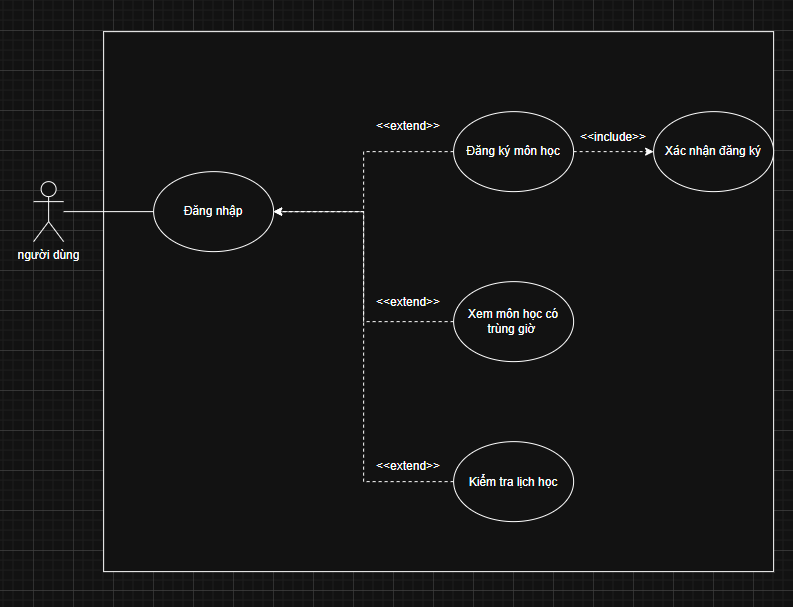 <<extend>>
Đăng ký môn học
<<include>>
Xác nhận đăng ký
Đăng nhập
người dùng
<<extend>>
Xem môn học có
trùng giờ
<<extend>>
Kiểm tra lịch học